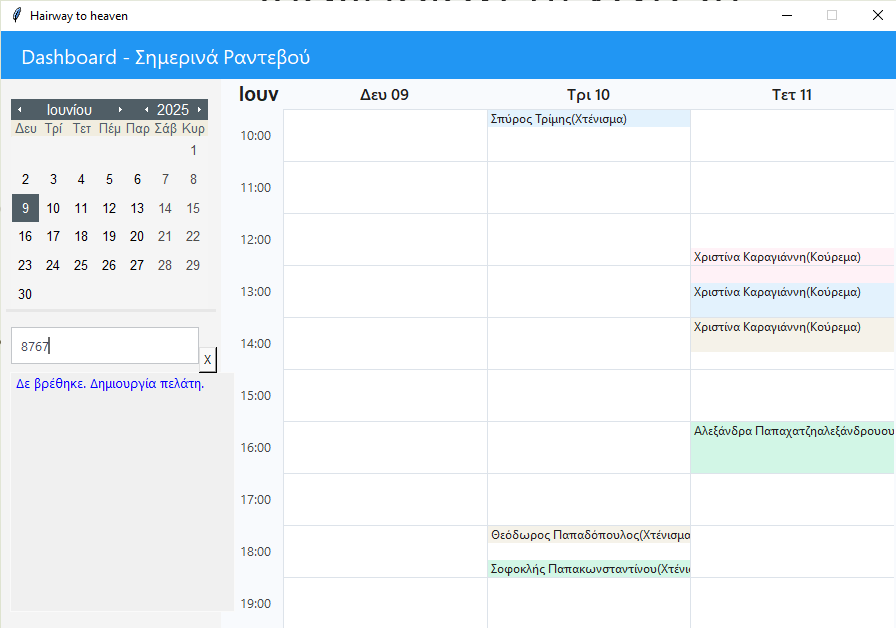 Hairway to heaven
Dashboard - Σημερινά Ραντεβού
Ιουνίου 2025
Δευ Τρί Τετ Πέμ Παρ Σάβ Κυρ
1
2 3 4 5 6 7 8
9 10 11 12 13 14 15
16 17 18 19 20 21 22
23 24 25 26 27 28 29
30
8767
X
Δε βρέθηκε. Δημιουργία πελάτη.
Ιουν Δευ 09 Τρι 10 Τετ 11
Σπύρος Τρίμης(Χτένισμα)
10:00
11:00
12:00
Χριστίνα Καραγιάννη(Κούρεμα)
13:00 Χριστίνα Καραγιάννη(Κούρεμα)
Χριστίνα Καραγιάννη(Κούρεμα)
14:00
15:00
Αλεξάνδρα Παπαχατζηαλεξάνδρουου
16:00
17:00
Θεόδωρος Παπαδόπουλος(Χτένισμα
18:00
Σοφοκλής Παπακωνσταντίνου(Χτένι
19:00